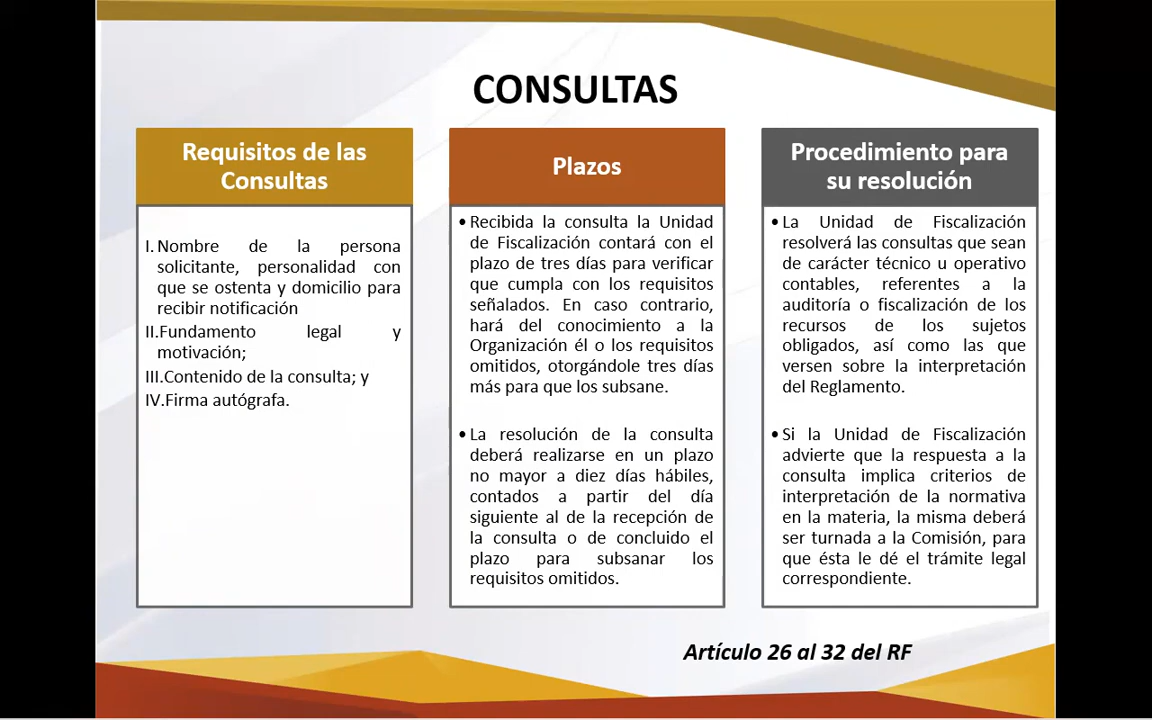 CONSULTAS
Requisitos de las
Consultas
I. Nombre de la persona
solicitante, personalidad con
que se ostenta y domicilio para
recibir notificación
II.Fundamento legal y
motivación;
III.Contenido de la consulta; y
IV.Firma autógrafa.
Plazos
• Recibida la consulta la Unidad
de Fiscalización contará con el
plazo de tres días para verificar
que cumpla con los requisitos
señalados. En caso contrario,
hará del conocimiento a la
Organización él o los requisitos
omitidos, otorgándole tres días
más para que los subsane.
• La resolución de la consulta
deberá realizarse en un plazo
no mayor a diez días hábiles,
contados a partir del día
siguiente al de la recepción de
la consulta o de concluido el
plazo para subsanar los
requisitos omitidos.
Procedimiento para
su resolución
• La Unidad de Fiscalización
resolverá las consultas que sean
de carácter técnico u operativo
contables, referentes a la
auditoría o fiscalización de los
recursos de los sujetos
obligados, así como las que
versen sobre la interpretación
del Reglamento.
• Si la Unidad de Fiscalización
advierte que la respuesta a la
consulta implica criterios de
interpretación de la normativa
en la materia, la misma deberá
ser turnada a la Comisión, para
que ésta le dé el trámite legal
correspondiente.
Artículo 26 al 32 del RF